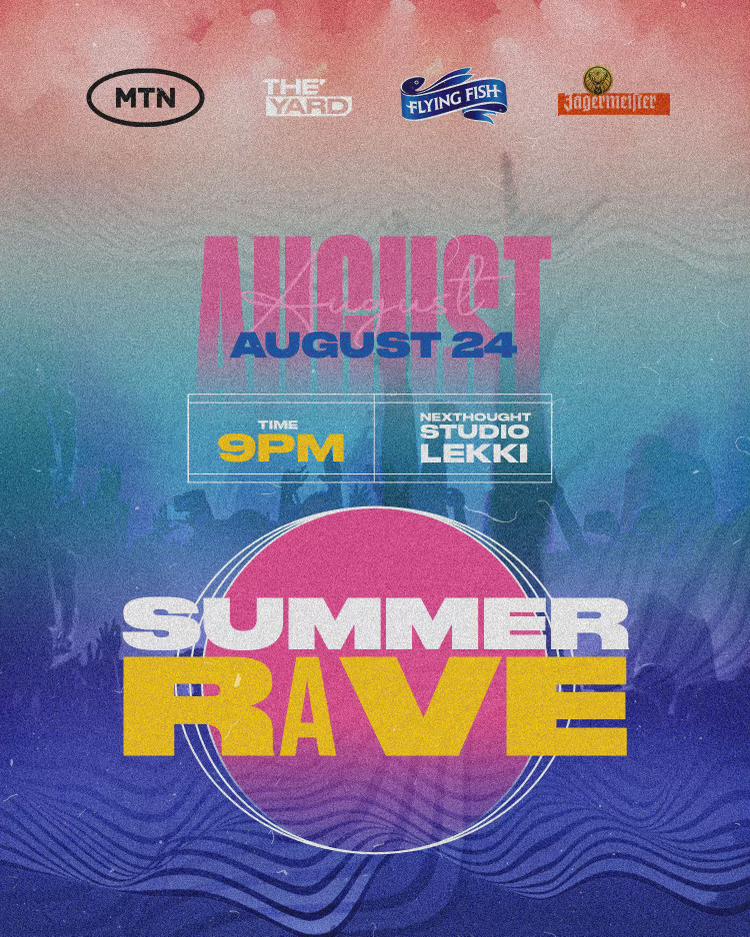 MTN
THE
YARD
FLYING FISH
Jägermeister
AUGUST
August
AUGUST 24
TIME
9PM
NEXTHOUGHT
STUDIO
LEKKI
SUMMER
RAVE